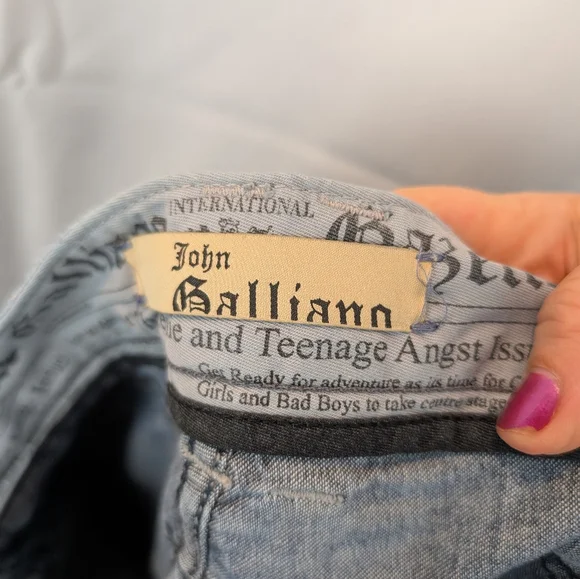 INTERNATIONAL
John
Galliano
and Teenage Angst
Get Ready for adventure as its time for
Girls and Bad Boys to take centre stage